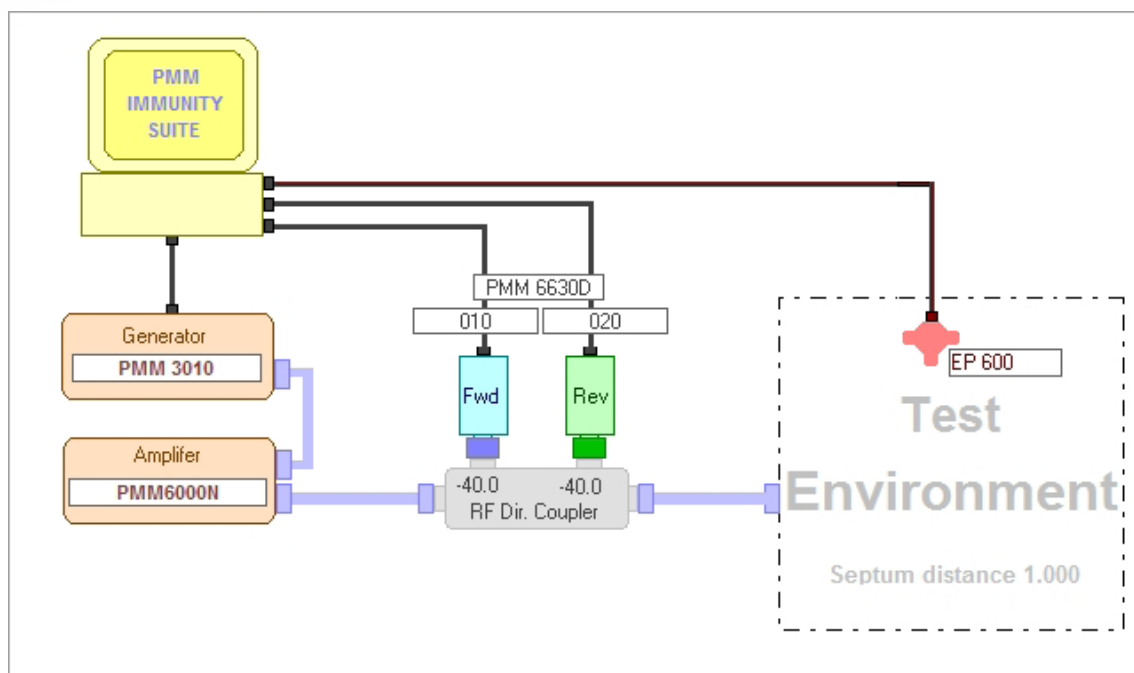 PMM
IMMUNITY
SUITE
PMM 6630D
010
020
Generator
PMM 3010
EP 600
Fwd
Rev
Test
Environment
Amplifer
PMM6000N
-40.0
-40.0
RF Dir. Coupler
Septum distance 1.000